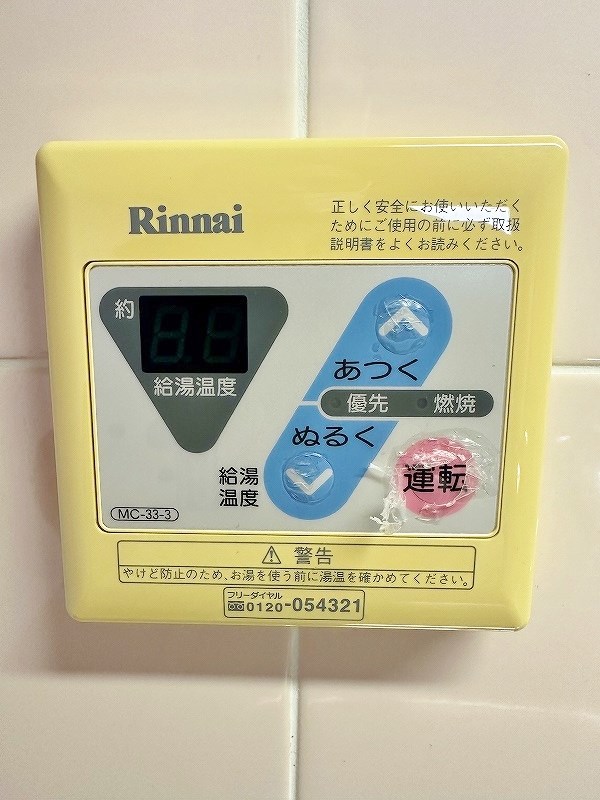 Rinnai
正しく安全にお使いいただく
ためにご使用の前に必ず取扱
説明書をよくお読みください。
約
給湯温度
あつく
優先 燃焼
ぬるく
給湯
温度
運転
MC-33-3
⚠ 警告
やけど防止のため、お湯を使う前に湯温を確かめてください。
フリーダイヤル
0120-054321